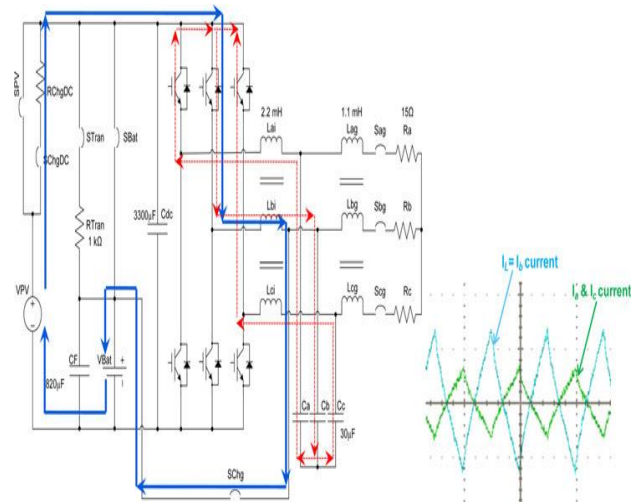 SPV
RChgDC
SChgDC
STran
SBat
RTran
1 kΩ
3300µF
Cdc
VPV
CF
820µF
VBat
2.2 mH
Lai
1.1 mH
Lag
Sag
15Ω
Ra
Lbi
Lbg
Sbg
Rb
Lci
Lcg
Scg
Rc
Ca
Cb
Cc
30µF
SChg
IL= Ib current
Ia & Ic current